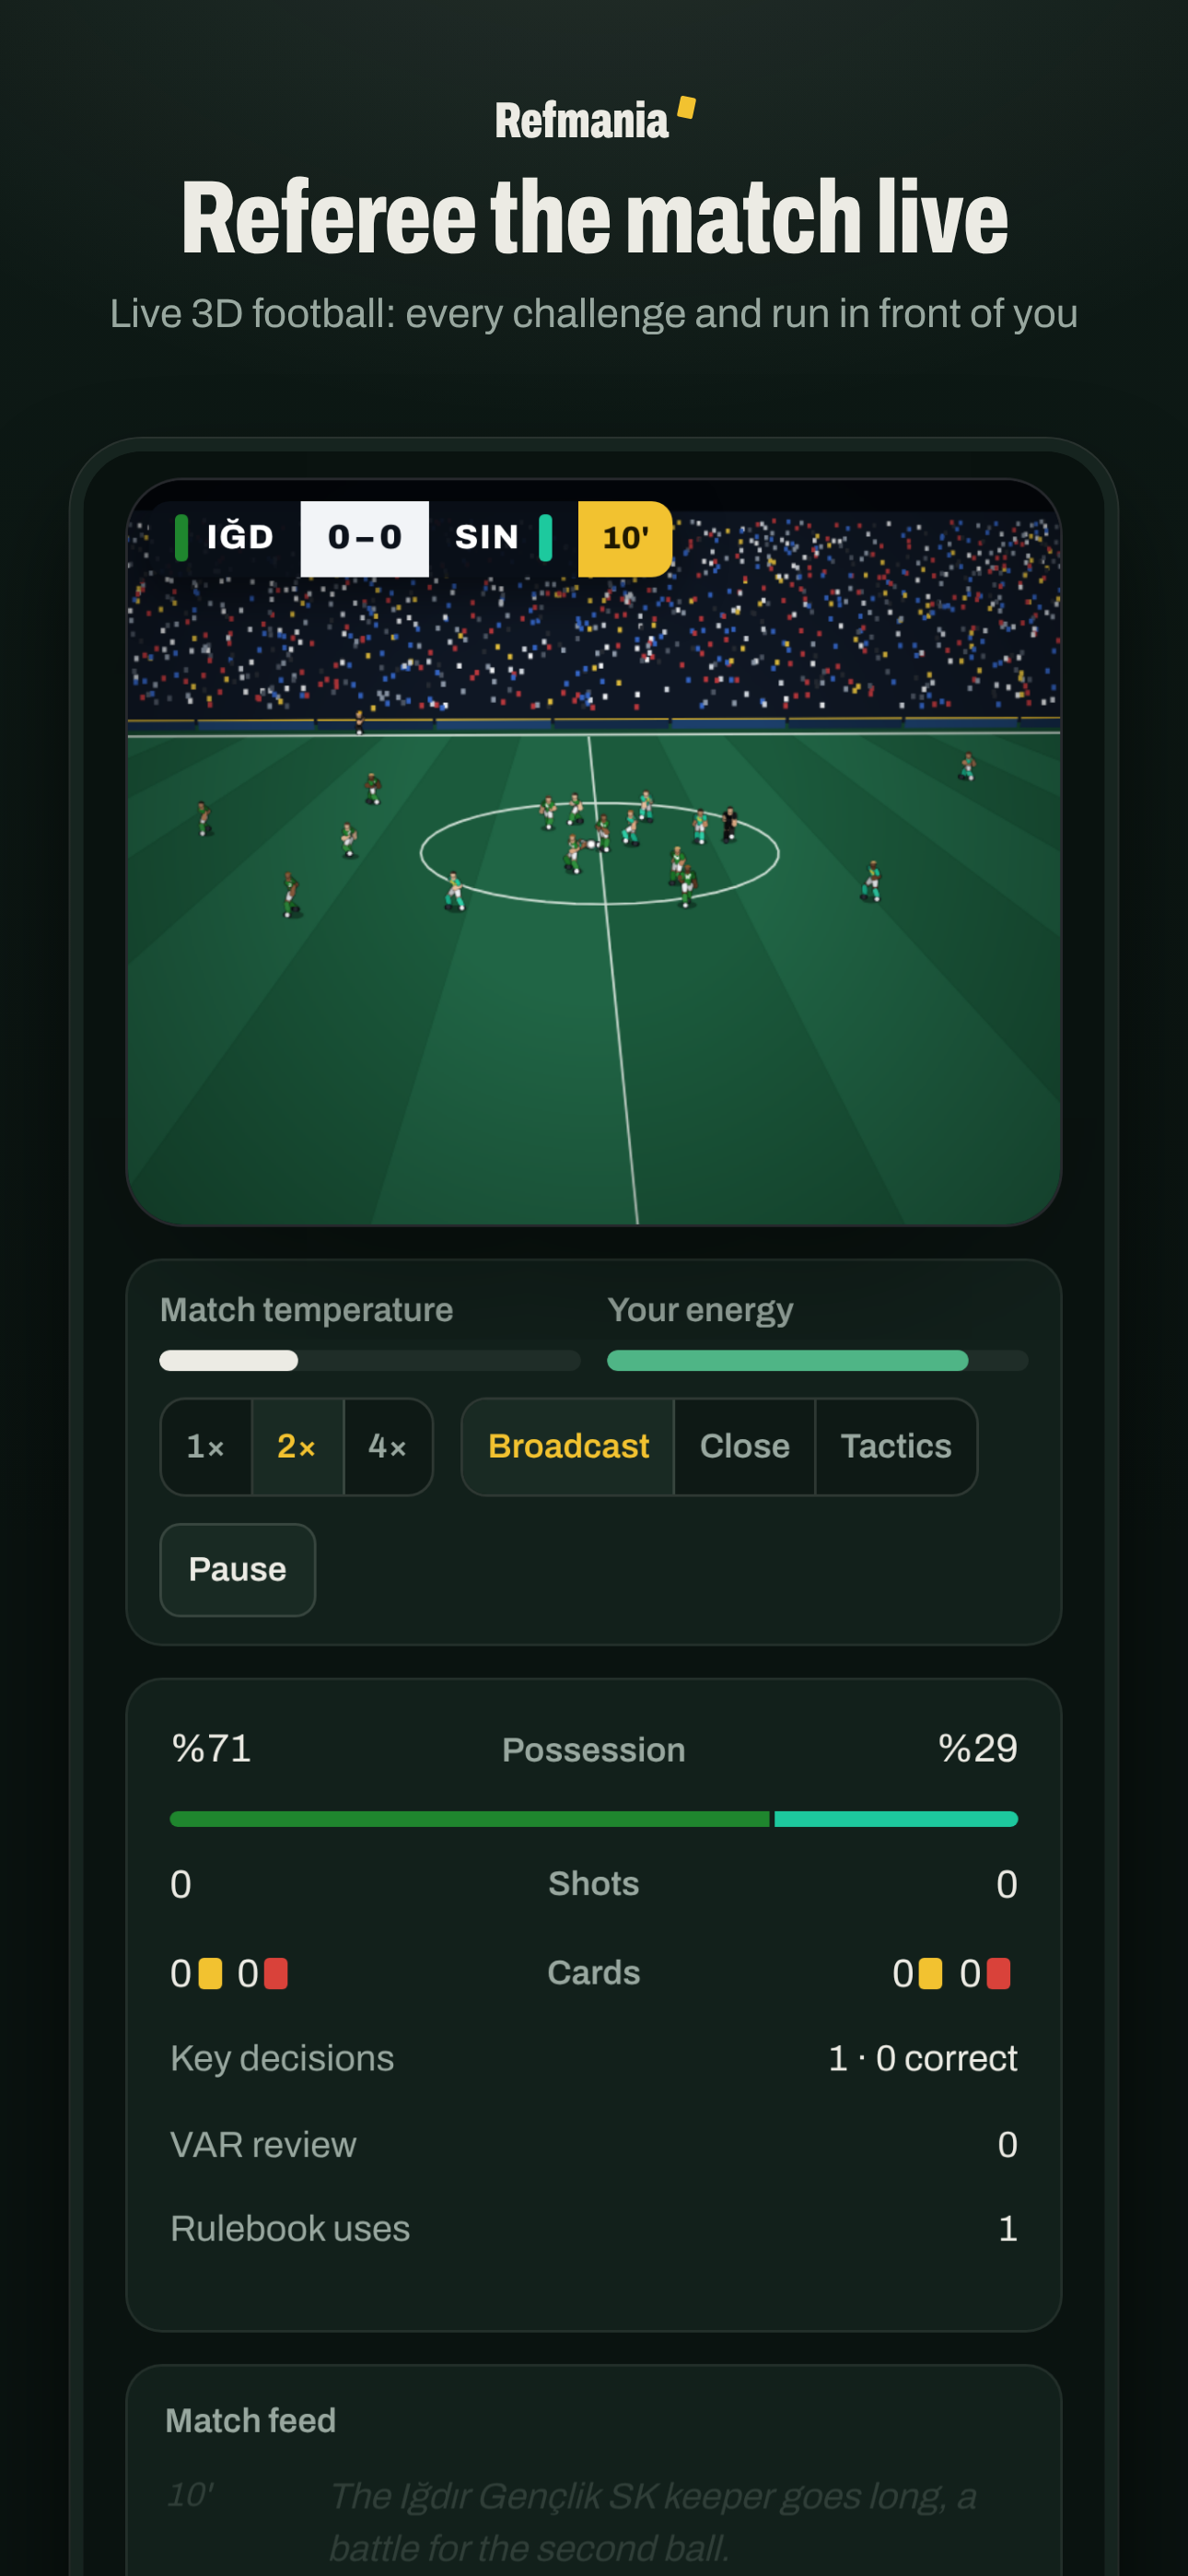 Refmania
Referee the match live
Live 3D football: every challenge and run in front of you
IĞD 0–0 SIN 10'
Match temperature Your energy
1× 2× 4× Broadcast Close Tactics
Pause
%71 Possession %29
0 Shots 0
0 0 Cards 0 0
Key decisions 1 · 0 correct
VAR review 0
Rulebook uses 1
Match feed
10' The Iğdır Gençlik SK keeper goes long, a
battle for the second ball.